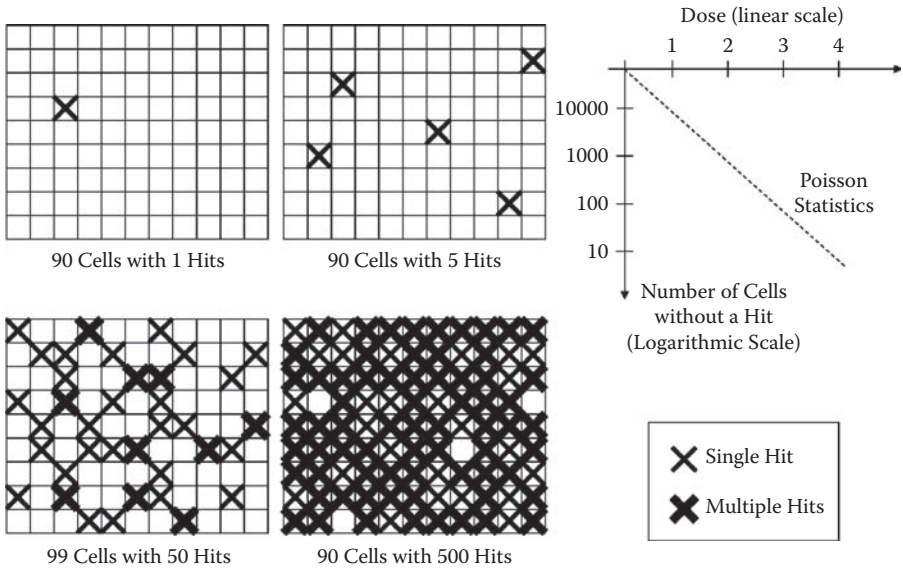 90 Cells with 1 Hits
90 Cells with 5 Hits
99 Cells with 50 Hits
90 Cells with 500 Hits
Dose (linear scale)
1 2 3 4
10000
1000
100
10
Poisson
Statistics
Number of Cells
without a Hit
(Logarithmic Scale)
Single Hit
Multiple Hits